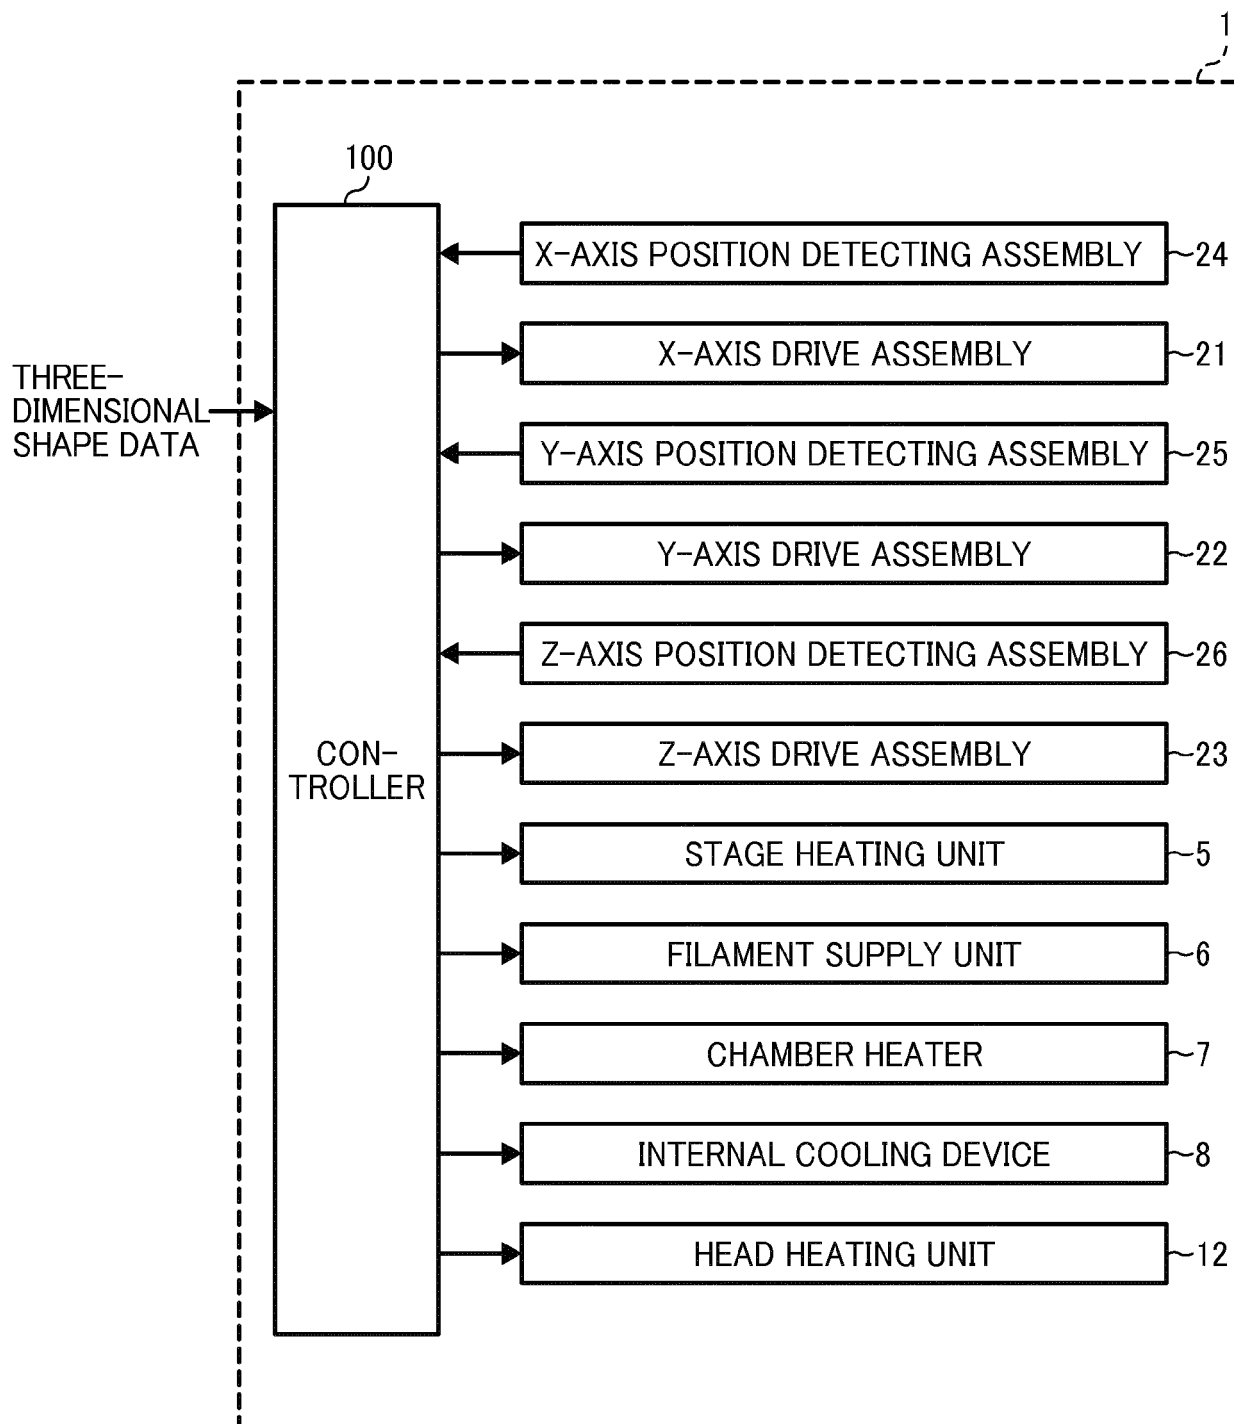 1
100
X-AXIS POSITION DETECTING ASSEMBLY 24
X-AXIS DRIVE ASSEMBLY 21
THREE-
DIMENSIONAL
SHAPE DATA
Y-AXIS POSITION DETECTING ASSEMBLY 25
Y-AXIS DRIVE ASSEMBLY 22
Z-AXIS POSITION DETECTING ASSEMBLY 26
CON-
TROLLER
Z-AXIS DRIVE ASSEMBLY 23
STAGE HEATING UNIT 5
FILAMENT SUPPLY UNIT 6
CHAMBER HEATER 7
INTERNAL COOLING DEVICE 8
HEAD HEATING UNIT 12